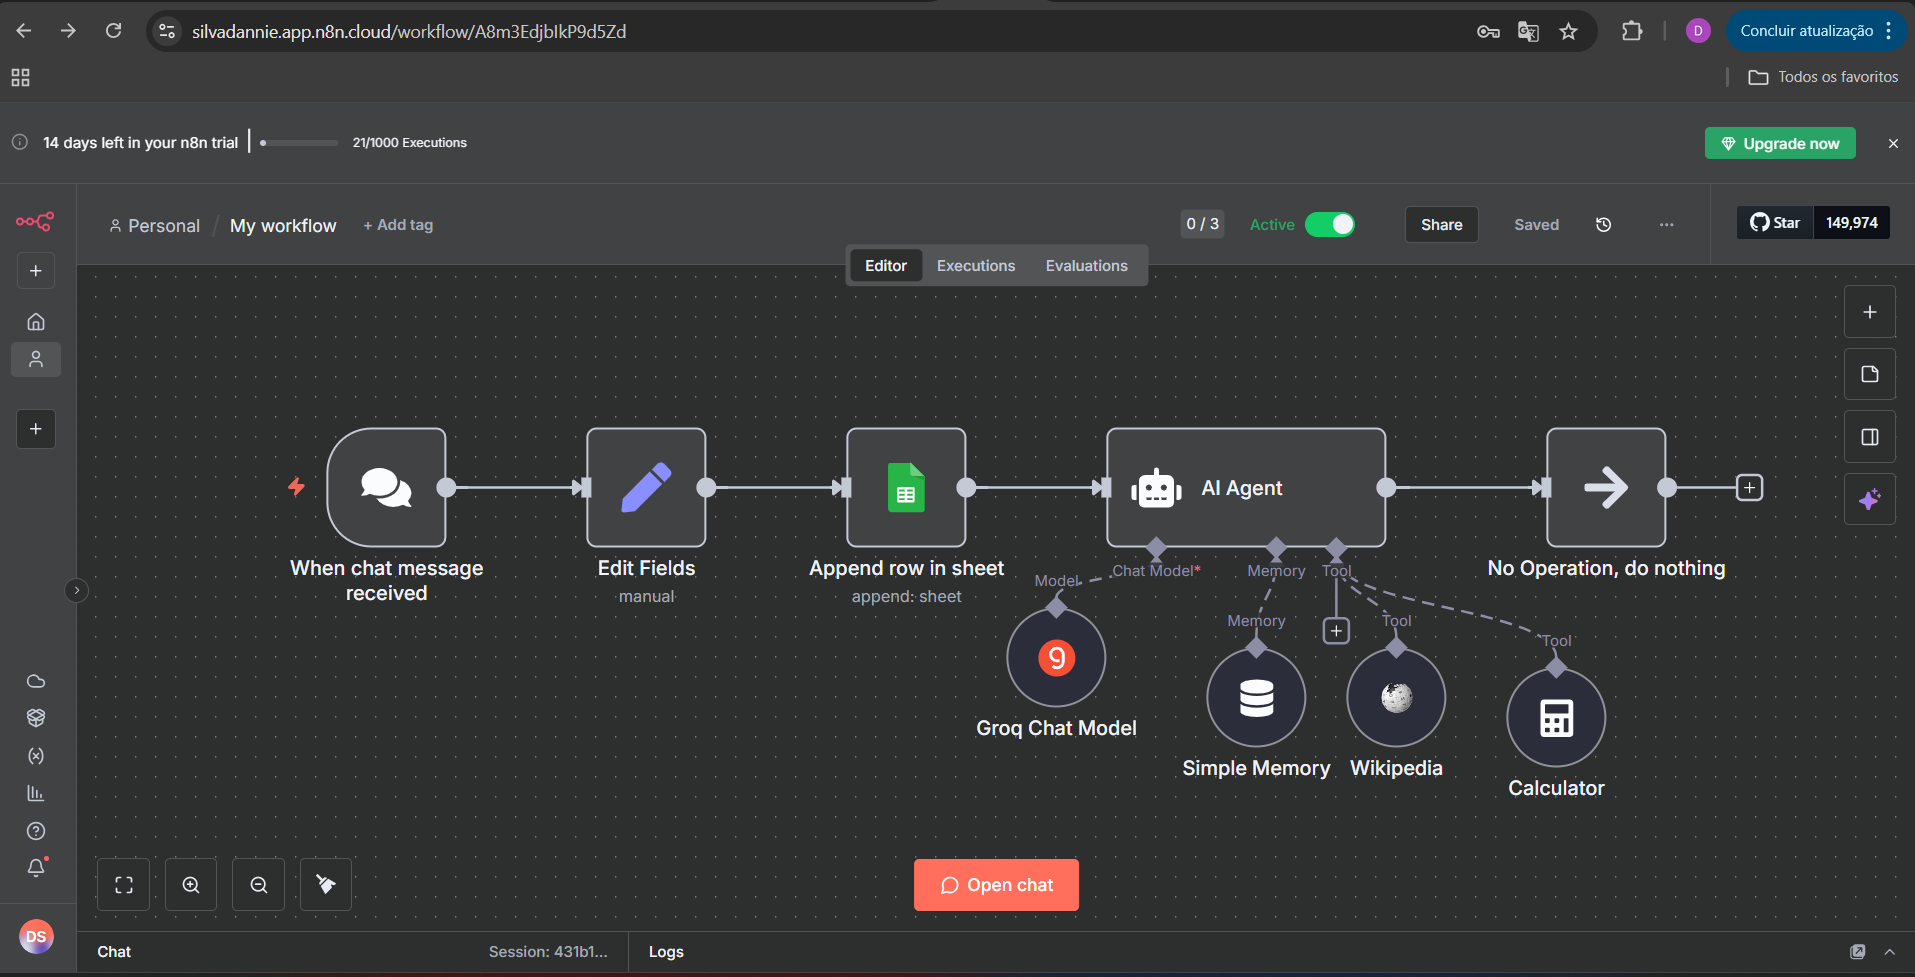 silvadannie.app.n8n.cloud/workflow/A8m3EdjbIkP9d5Zd
D
Concluir atualização
Todos os favoritos
14 days left in your n8n trial
21/1000 Executions
Upgrade now
Personal / My workflow + Add tag
0 / 3
Active
Share
Saved
Star
149,974
Editor
Executions
Evaluations
AI Agent
When chat message
received
Edit Fields
manual
Append row in sheet
append: sheet
No Operation, do nothing
Chat Model*
Memory
Tool
Model
Memory
Tool
Tool
Groq Chat Model
Simple Memory
Wikipedia
Calculator
Open chat
DS
Chat
Session: 431b1...
Logs